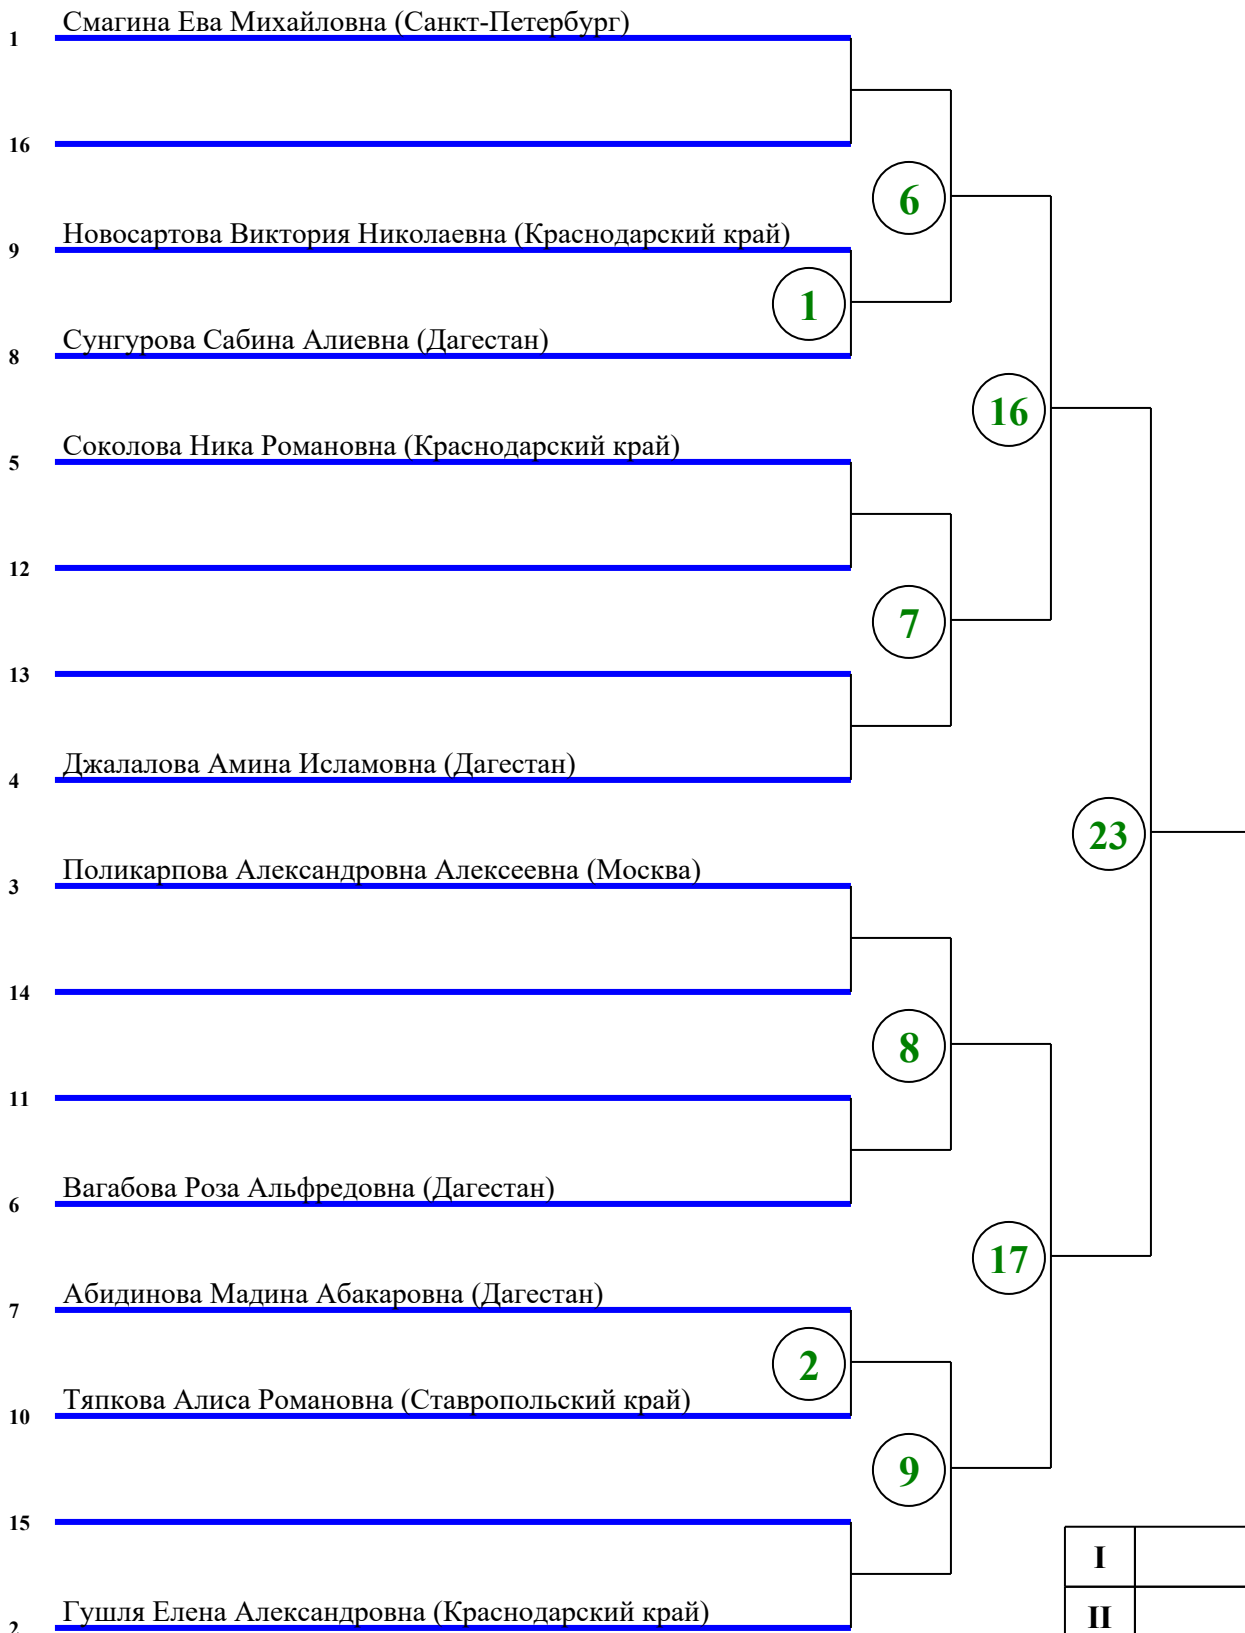 Смагина Ева Михайловна (Санкт-Петербург)
1
16
6
Новосартова Виктория Николаевна (Краснодарский край)
9
1
Сунгурова Сабина Алиевна (Дагестан)
8
16
Соколова Ника Романовна (Краснодарский край)
5
12
7
13
Джалалова Амина Исламовна (Дагестан)
4
23
Поликарпова Александровна Алексеевна (Москва)
3
14
8
11
Вагабова Роза Альфредовна (Дагестан)
6
17
Абидинова Мадина Абакаровна (Дагестан)
7
2
Тяпкова Алиса Романовна (Ставропольский край)
10
9
15
I
Гушля Елена Александровна (Краснодарский край)
II
2